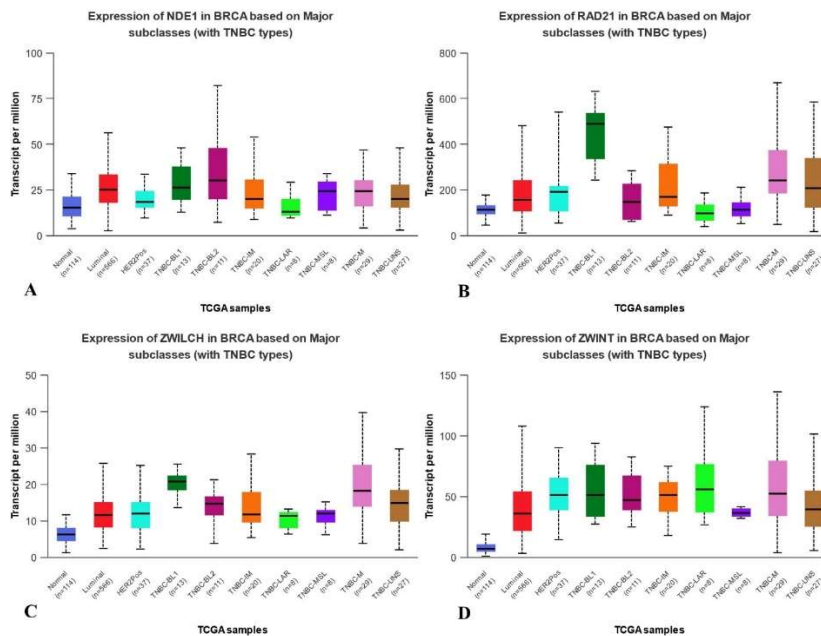 Expression of NDE1 in BRCA based on Major
subclasses (with TNBC types)
Transcript per million
100
75
50
25
0
Normal
(n=114)
Luminal
(n=566)
HER2Pos
(n=37)
TNBC-BL1
(n=13)
TNBC-BL2
(n=11)
TNBC-IM
(n=20)
TNBC-LAR
(n=8)
TNBC-MSL
(n=8)
TNBC-M
(n=29)
TNBC-UNS
(n=27)
A
TCGA samples
Expression of RAD21 in BRCA based on Major
subclasses (with TNBC types)
Transcript per million
800
600
400
200
0
Normal
(n=114)
Luminal
(n=566)
HER2Pos
(n=37)
TNBC-BL1
(n=13)
TNBC-BL2
(n=11)
TNBC-IM
(n=20)
TNBC-LAR
(n=8)
TNBC-MSL
(n=8)
TNBC-M
(n=29)
TNBC-UNS
(n=27)
B
TCGA samples
Expression of ZWILCH in BRCA based on Major
subclasses (with TNBC types)
Transcript per million
50
40
30
20
10
0
Normal
(n=114)
Luminal
(n=566)
HER2Pos
(n=37)
TNBC-BL1
(n=13)
TNBC-BL2
(n=11)
TNBC-IM
(n=20)
TNBC-LAR
(n=8)
TNBC-MSL
(n=8)
TNBC-M
(n=29)
TNBC-UNS
(n=27)
C
TCGA samples
Expression of ZWINT in BRCA based on Major
subclasses (with TNBC types)
Transcript per million
150
100
50
0
Normal
(n=114)
Luminal
(n=566)
HER2Pos
(n=37)
TNBC-BL1
(n=13)
TNBC-BL2
(n=11)
TNBC-IM
(n=20)
TNBC-LAR
(n=8)
TNBC-MSL
(n=8)
TNBC-M
(n=29)
TNBC-UNS
(n=27)
D
TCGA samples